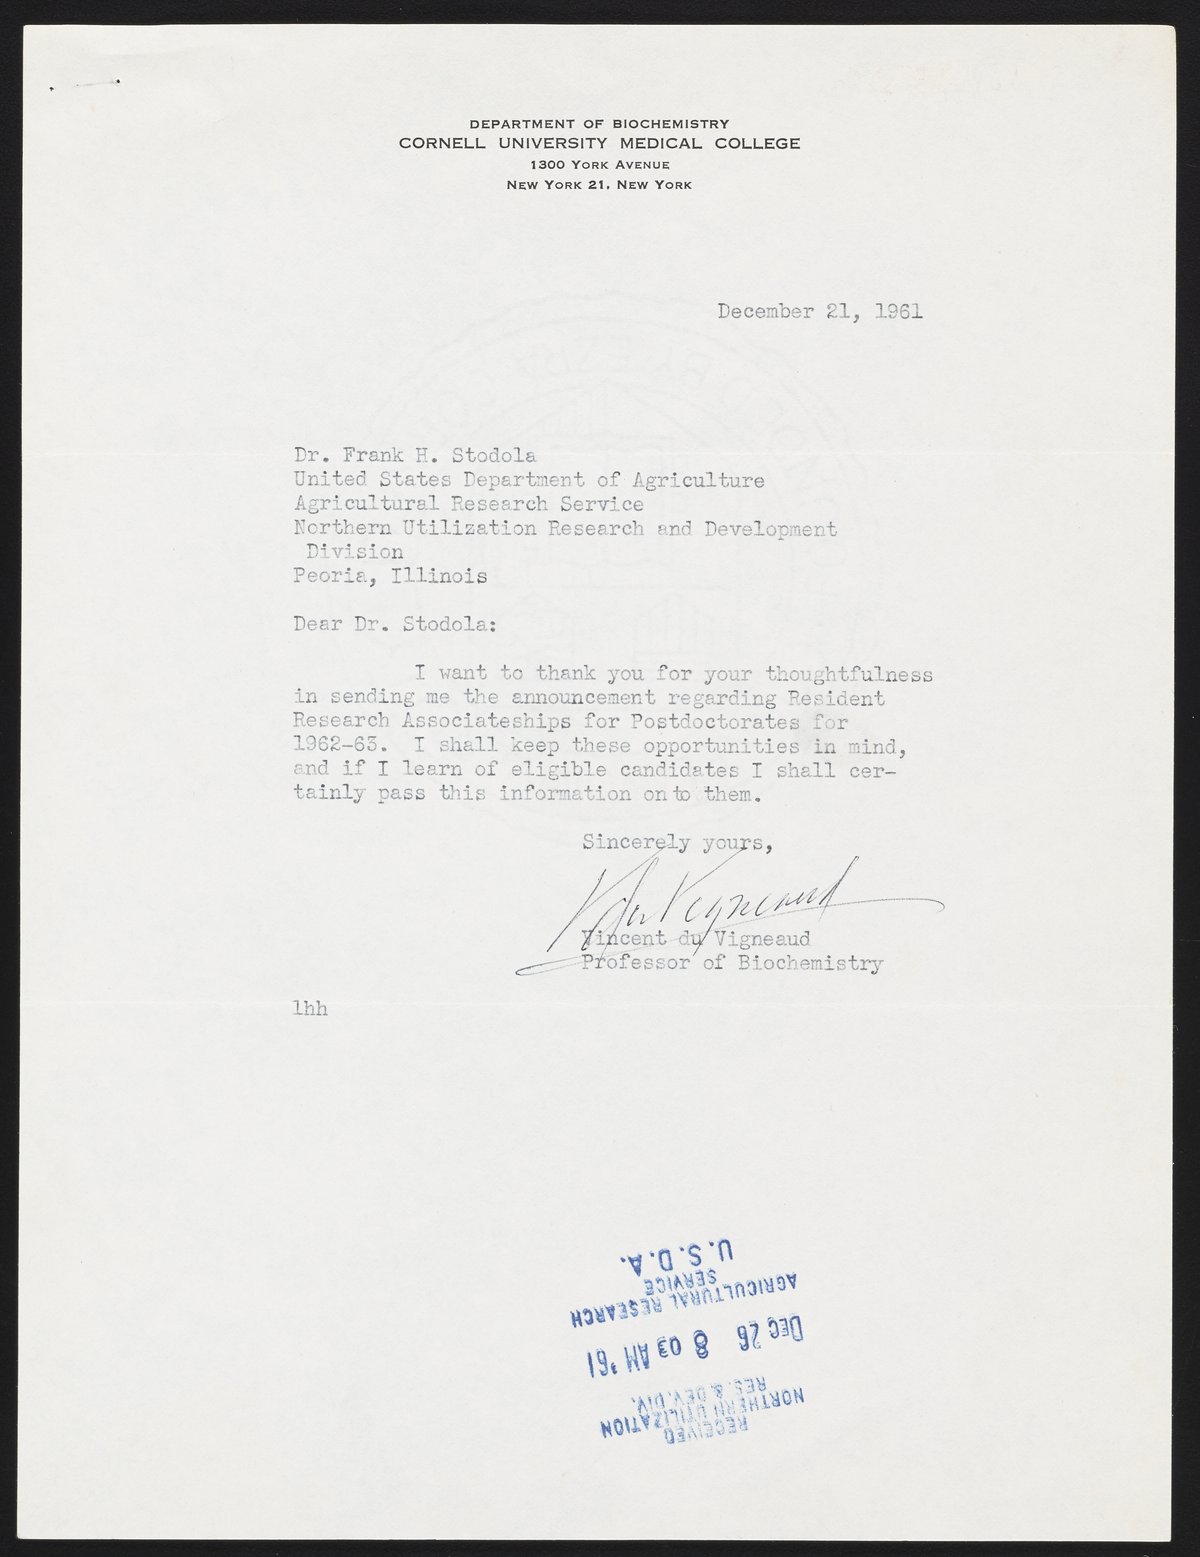 DEPARTMENT OF BIOCHEMISTRY
CORNELL UNIVERSITY MEDICAL COLLEGE
1300 YORK AVENUE
NEW YORK 21, NEW YORK
December 21, 1961
Dr. Frank H. Stodola
United States Department of Agriculture
Agricultural Research Service
Northern Utilization Research and Development
Division
Peoria, Illinois
Dear Dr. Stodola:
I want to thank you for your thoughtfulness
in sending me the announcement regarding Resident
Research Associateships for Postdoctorates for
1962-63. I shall keep these opportunities in mind,
and if I learn of eligible candidates I shall cer-
tainly pass this information on to them.
Sincerely yours,
V du Vigneaud
Vincent du Vigneaud
Professor of Biochemistry
lhh
RECEIVED
NORTHERN UTILIZATION
RES. & DEV. DIV.
DEC 26 8 03 AM '61
AGRICULTURAL RESEARCH
SERVICE
U.S.D.A.